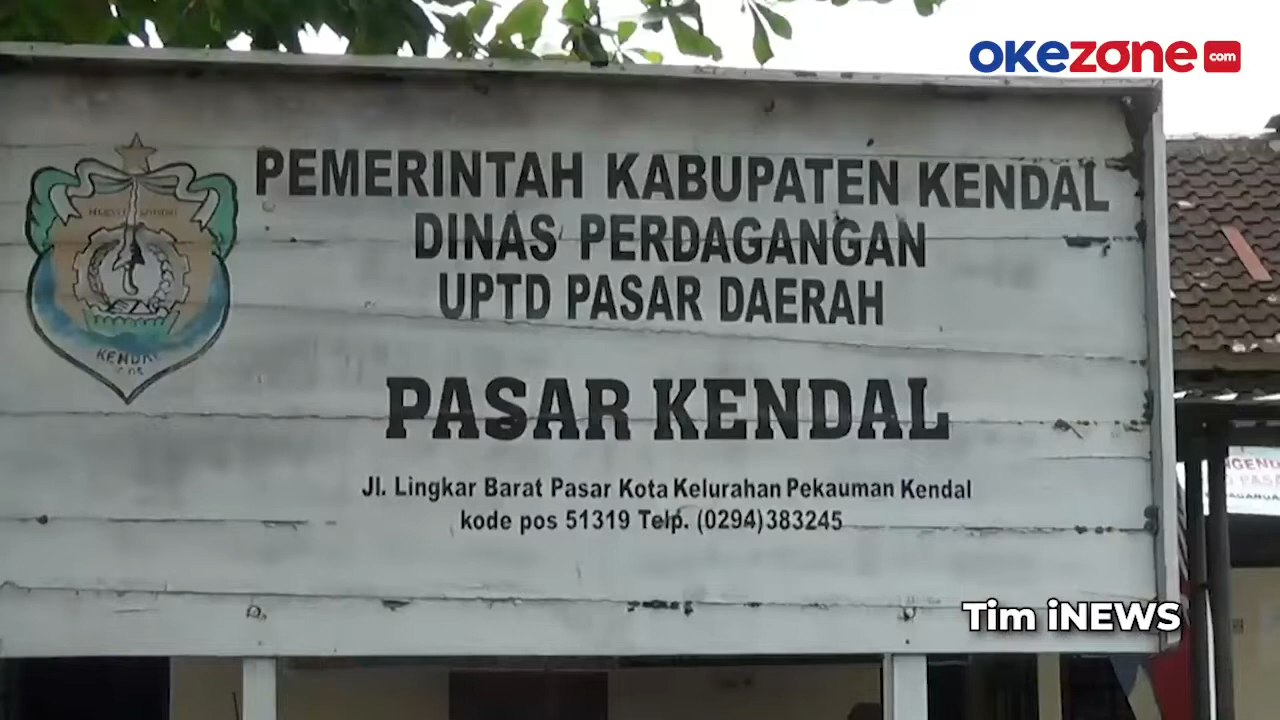 okezone com
PEMERINTAH KABUPATEN KENDAL
DINAS PERDAGANGAN
UPTD PASAR DAERAH
PASAR KENDAL
Jl. Lingkar Barat Pasar Kota Kelurahan Pekauman Kendal
kode pos 51319 Telp. (0294)383245
KENDAL
Tim iNEWS